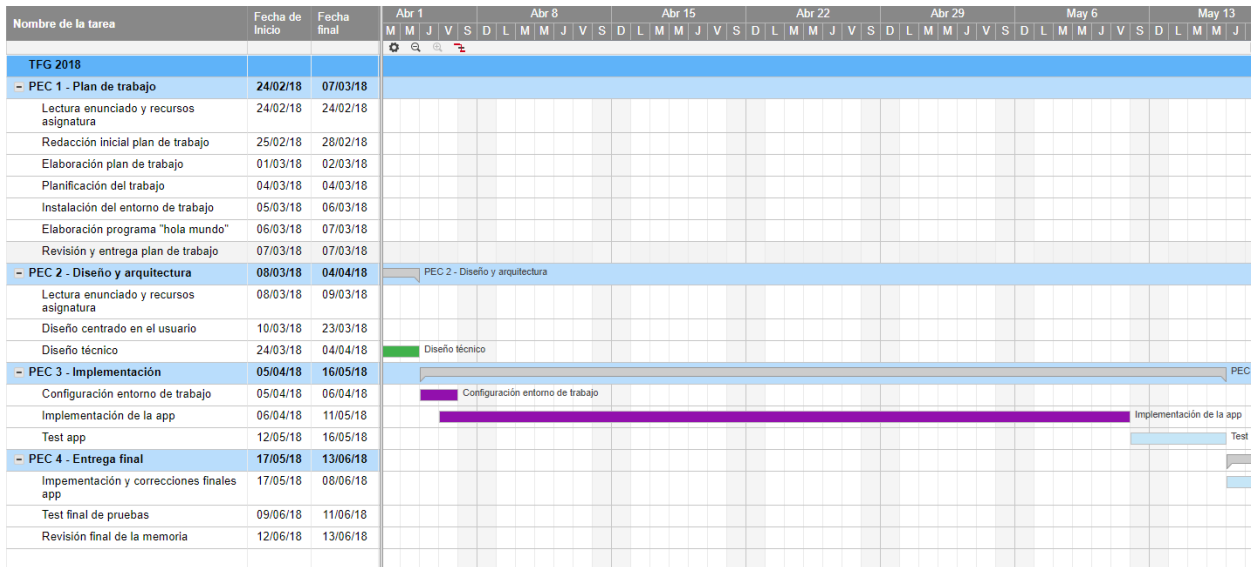 Nombre de la tarea Fecha de Inicio Fecha final Abr 1 Abr 8 Abr 15 Abr 22 Abr 29 May 6 May 13
M M J V S D L M M J V S D L M M J V S D L M M J V S D L M M J V S D L M M J V S D L M M J
TFG 2018
PEC 1 - Plan de trabajo 24/02/18 07/03/18
Lectura enunciado y recursos asignatura 24/02/18 24/02/18
Redacción inicial plan de trabajo 25/02/18 28/02/18
Elaboración plan de trabajo 01/03/18 02/03/18
Planificación del trabajo 04/03/18 04/03/18
Instalación del entorno de trabajo 05/03/18 06/03/18
Elaboración programa "hola mundo" 06/03/18 07/03/18
Revisión y entrega plan de trabajo 07/03/18 07/03/18
PEC 2 - Diseño y arquitectura 08/03/18 04/04/18 PEC 2 - Diseño y arquitectura
Lectura enunciado y recursos asignatura 08/03/18 09/03/18
Diseño centrado en el usuario 10/03/18 23/03/18
Diseño técnico 24/03/18 04/04/18 Diseño técnico
PEC 3 - Implementación 05/04/18 16/05/18 PEC
Configuración entorno de trabajo 05/04/18 06/04/18 Configuración entorno de trabajo
Implementación de la app 06/04/18 11/05/18 Implementación de la app
Test app 12/05/18 16/05/18 Test
PEC 4 - Entrega final 17/05/18 13/06/18
Impementación y correcciones finales app 17/05/18 08/06/18
Test final de pruebas 09/06/18 11/06/18
Revisión final de la memoria 12/06/18 13/06/18